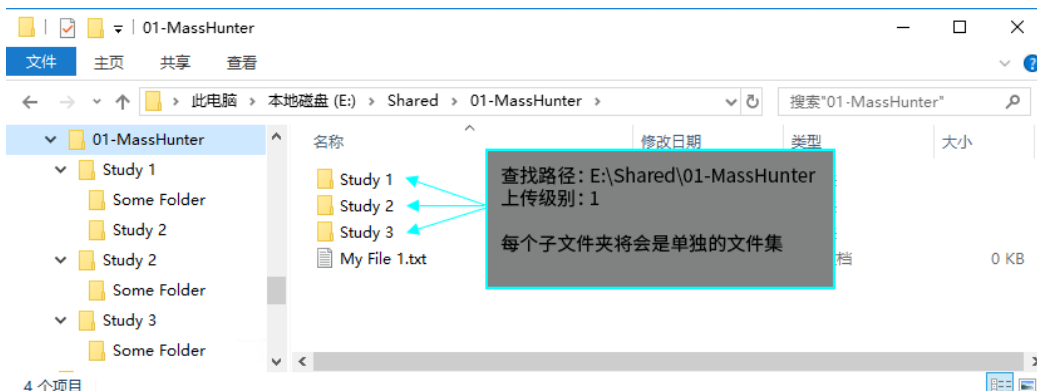 01-MassHunter
文件 主页 共享 查看
此电脑 > 本地磁盘 (E:) > Shared > 01-MassHunter >
搜索"01-MassHunter"
01-MassHunter
Study 1
Some Folder
Study 2
Study 2
Some Folder
Study 3
Some Folder
名称 修改日期 类型 大小
Study 1
Study 2
Study 3
My File 1.txt 档 0 KB
查找路径：E:\Shared\01-MassHunter
上传级别：1
每个子文件夹将会是单独的文件集
4 个项目